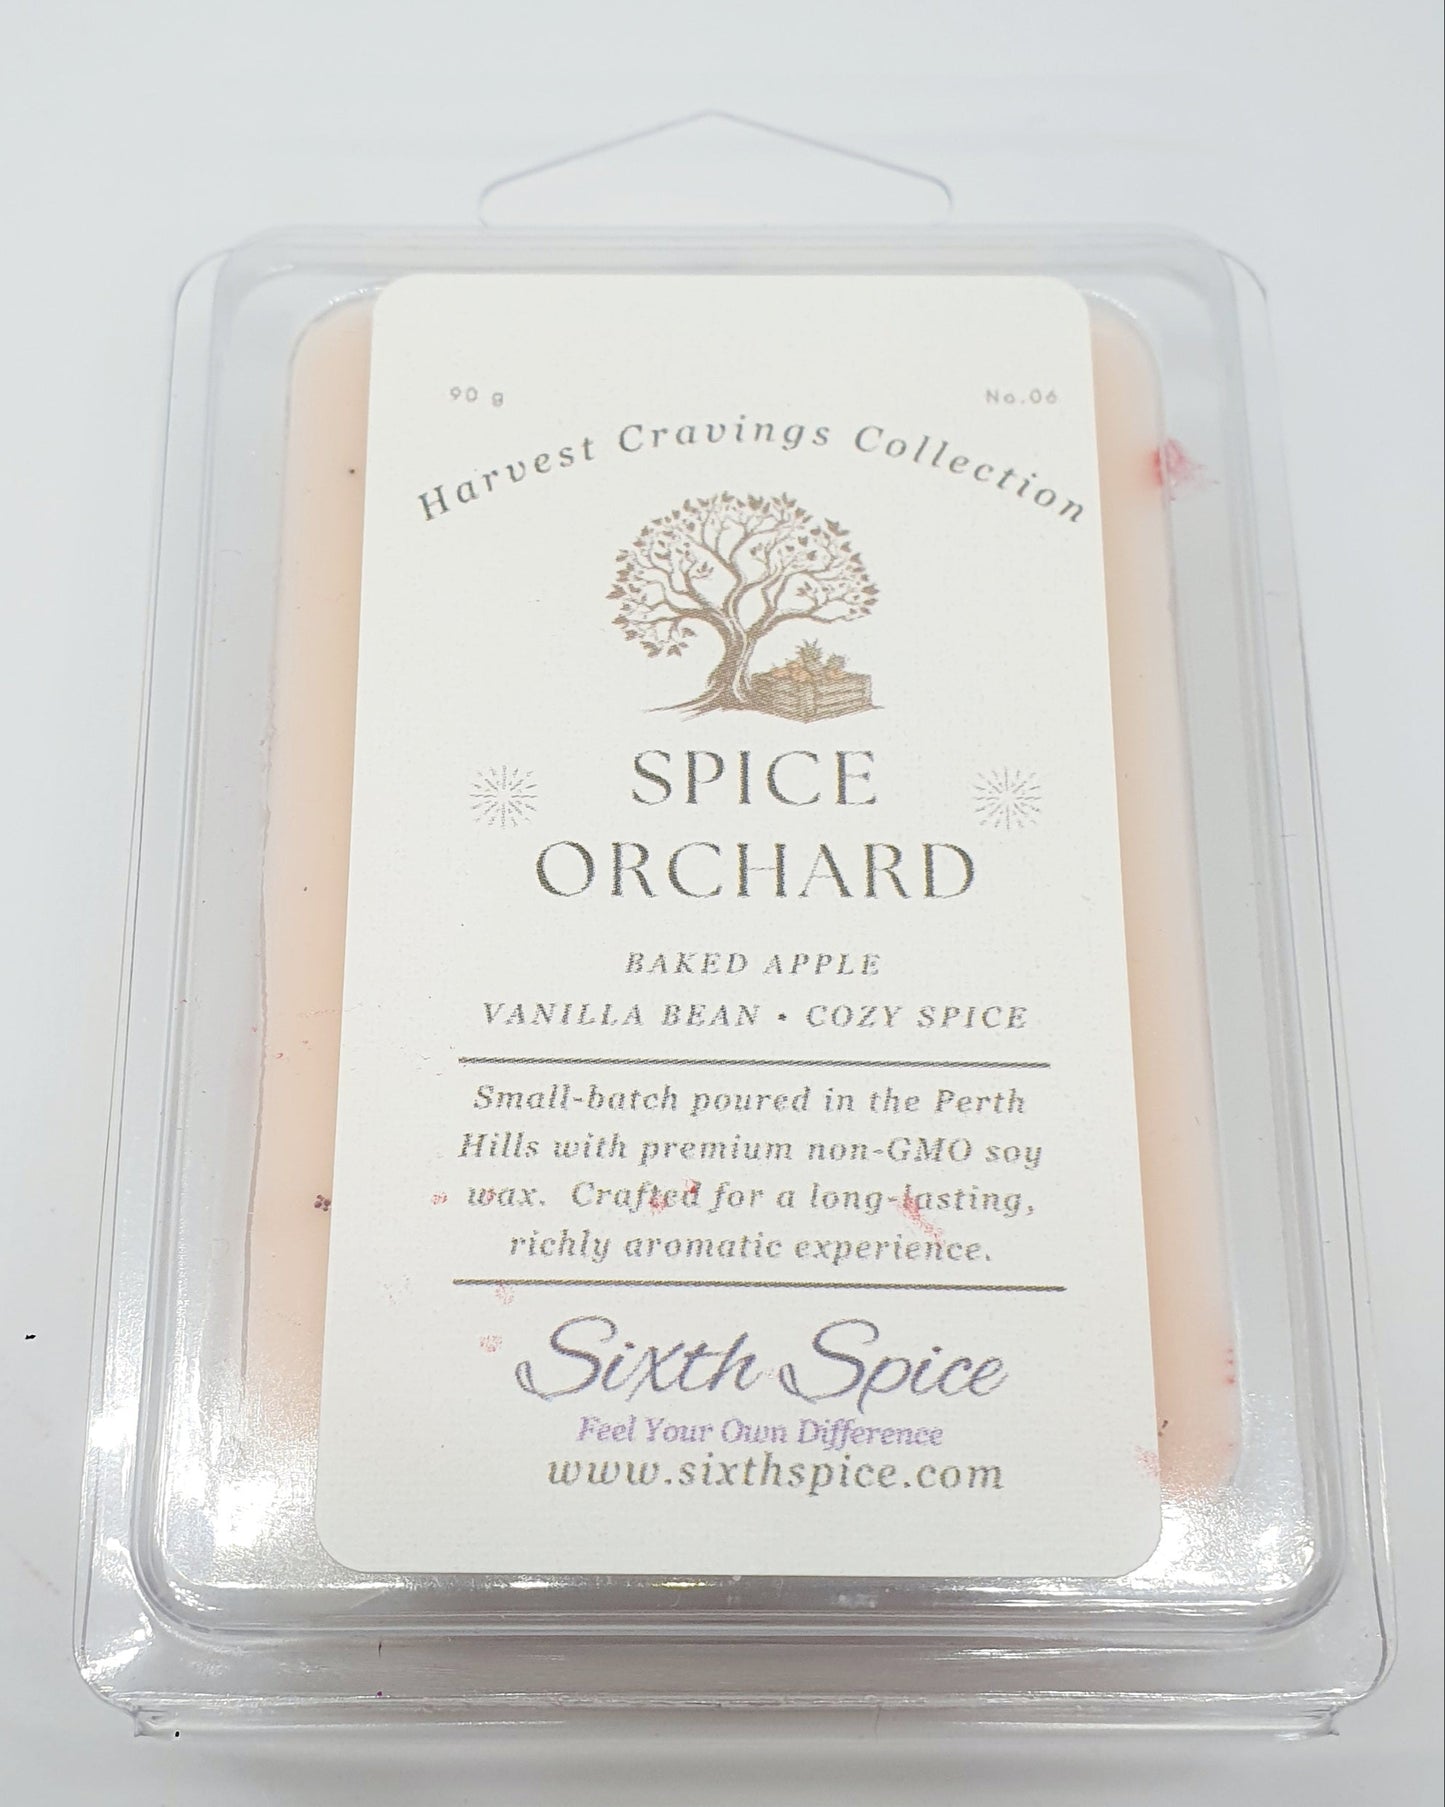 90 g
No.06
Harvest Cravings Collection
SPICE
ORCHARD
BAKED APPLE
VANILLA BEAN • COZY SPICE
Small-batch poured in the Perth
Hills with premium non-GMO soy
wax. Crafted for a long-lasting,
richly aromatic experience.
Sixth Spice
Feel Your Own Difference
www.sixthspice.com